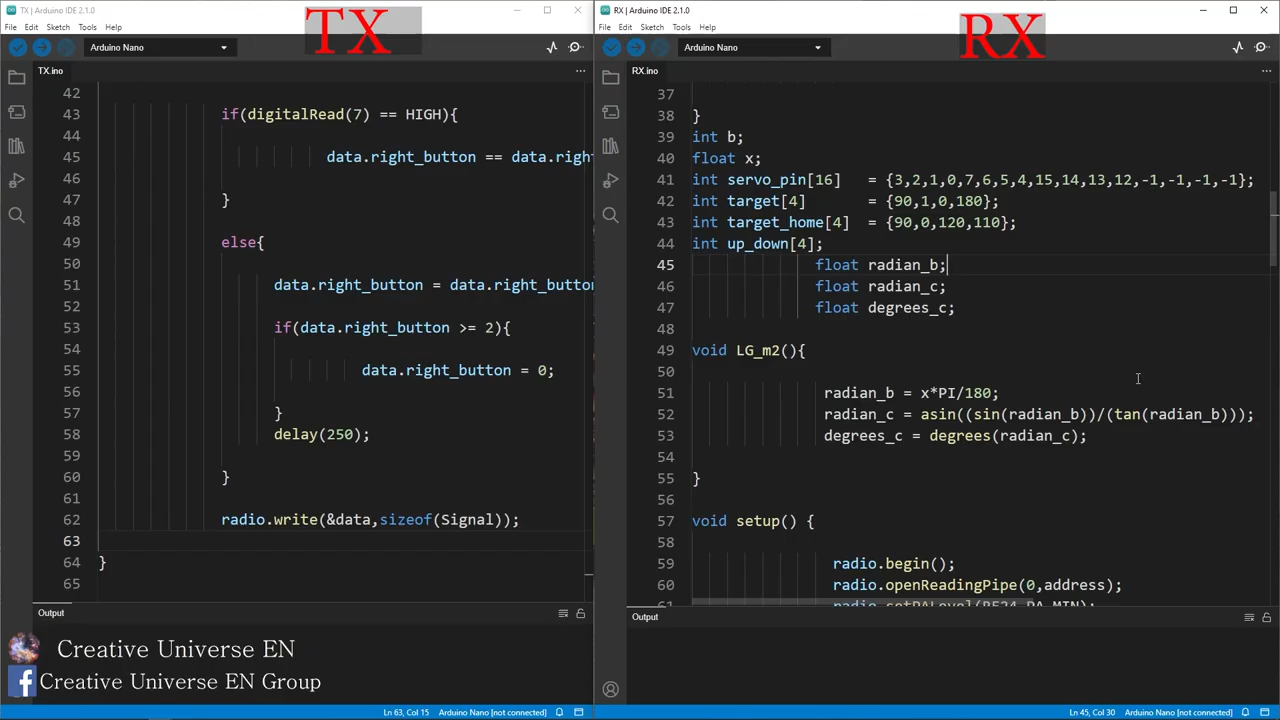 TX | Arduino IDE 2.1.0
TX
File Edit Sketch Tools Help
Arduino Nano
TX.ino
42
43 if(digitalRead(7) == HIGH){
44
45 data.right_button == data.righ
46
47 }
48
49 else{
50
51 data.right_button = data.right_butto
52
53 if(data.right_button >= 2){
54
55 data.right_button = 0;
56
57 }
58 delay(250);
59
60 }
61
62 radio.write(&data,sizeof(Signal));
63
64 }
65
Output
Creative Universe EN
Creative Universe EN Group
Ln 63, Col 15 Arduino Nano [not connected]
RX | Arduino IDE 2.1.0
RX
File Edit Sketch Tools Help
Arduino Nano
RX.ino
37
38 }
39 int b;
40 float x;
41 int servo_pin[16] = {3,2,1,0,7,6,5,4,15,14,13,12,-1,-1,-1,-1};
42 int target[4] = {90,1,0,180};
43 int target_home[4] = {90,0,120,110};
44 int up_down[4];
45 float radian_b;
46 float radian_c;
47 float degrees_c;
48
49 void LG_m2(){
50
51 radian_b = x*PI/180;
52 radian_c = asin((sin(radian_b))/(tan(radian_b)));
53 degrees_c = degrees(radian_c);
54
55 }
56
57 void setup() {
58
59 radio.begin();
60 radio.openReadingPipe(0,address);
61 radio.setPALevel(RF24_PA_MIN);
Output
Ln 45, Col 30 Arduino Nano [not connected]